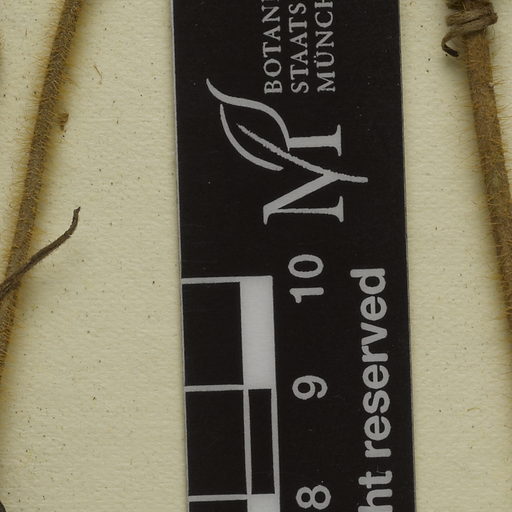 BOTAN
STAATS
MÜNCH
M
10
9
8
ht reserved